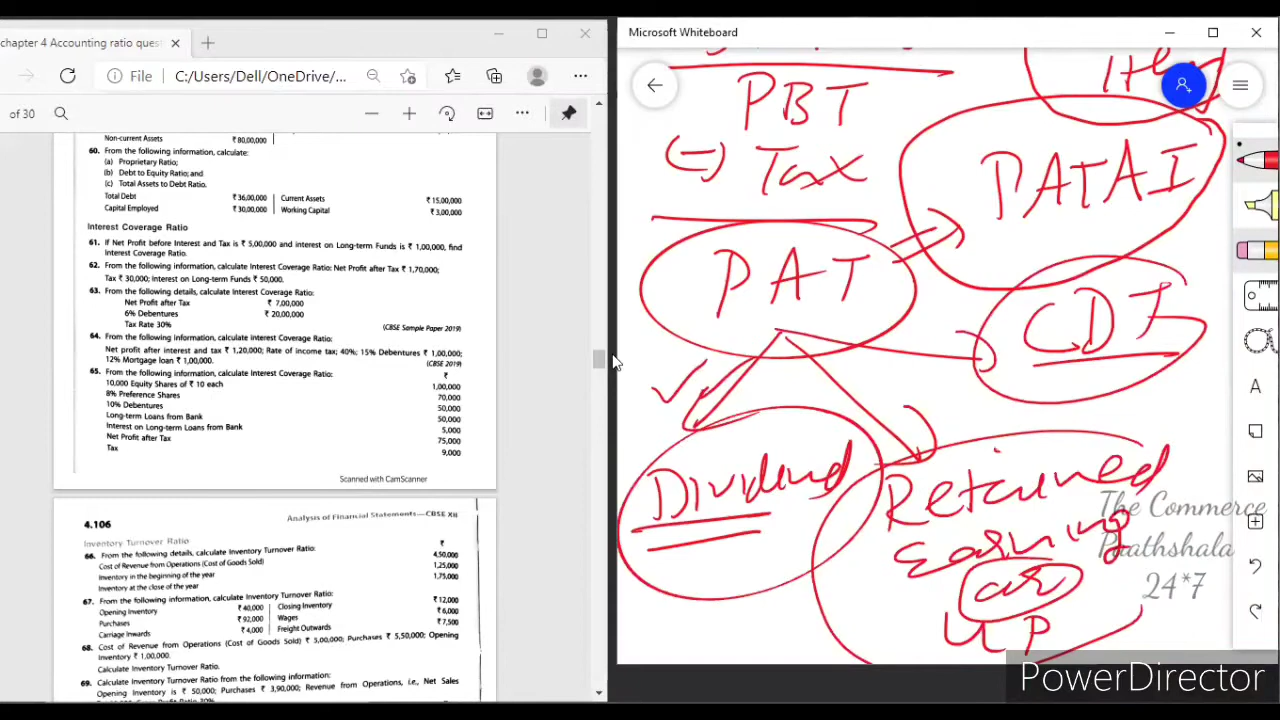 chapter 4 Accounting ratio ques
File
C:/Users/Dell/OneDrive/...
of 30
Non-current Assets ₹ 80,00,000
60. From the following information, calculate:
(a) Proprietary Ratio;
(b) Debt to Equity Ratio; and
(c) Total Assets to Debt Ratio.
Total Debt ₹ 36,00,000 Current Assets ₹ 15,00,000
Capital Employed ₹ 30,00,000 Working Capital ₹ 3,00,000
Interest Coverage Ratio
61. If Net Profit before Interest and Tax is ₹ 5,00,000 and interest on Long-term Funds is ₹ 1,00,000, find
Interest Coverage Ratio.
62. From the following information, calculate Interest Coverage Ratio: Net Profit after Tax ₹ 1,70,000;
Tax ₹ 30,000; Interest on Long-term Funds ₹ 50,000.
63. From the following details, calculate Interest Coverage Ratio:
Net Profit after Tax ₹ 7,00,000
6% Debentures ₹ 20,00,000
Tax Rate 30% (CBSE Sample Paper 2019)
64. From the following information, calculate Interest Coverage Ratio:
Net profit after interest and tax ₹ 1,20,000; Rate of income tax; 40%; 15% Debentures ₹ 1,00,000;
12% Mortgage loan ₹ 1,00,000. (CBSE 2019)
65. From the following information, calculate Interest Coverage Ratio: ₹
10,000 Equity Shares of ₹ 10 each 1,00,000
8% Preference Shares 70,000
10% Debentures 50,000
Long-term Loans from Bank 50,000
Interest on Long-term Loans from Bank 5,000
Net Profit after Tax 75,000
Tax 9,000
Scanned with CamScanner
4.106 Analysis of Financial Statements—CBSE XII
Inventory Turnover Ratio
66. From the following details, calculate Inventory Turnover Ratio: ₹
Cost of Revenue from Operations (Cost of Goods Sold) 4,50,000
Inventory in the beginning of the year 1,25,000
Inventory at the close of the year 1,75,000
67. From the following information, calculate Inventory Turnover Ratio:
Opening Inventory ₹ 40,000 Closing Inventory ₹ 12,000
Purchases ₹ 92,000 Wages ₹ 6,000
Carriage Inwards ₹ 4,000 Freight Outwards ₹ 7,500
68. Cost of Revenue from Operations (Cost of Goods Sold) ₹ 5,00,000; Purchases ₹ 5,50,000; Opening
Inventory ₹ 1,00,000.
Calculate Inventory Turnover Ratio.
69. Calculate Inventory Turnover Ratio from the following information:
Opening Inventory is ₹ 50,000; Purchases ₹ 3,90,000; Revenue from Operations, i.e., Net Sales
Microsoft Whiteboard
PBT
(-) Tax
PATAI
PAT
CDT
Dividend
Retained
earning
or
UP
The Commerce
Paathshala
24*7
A
PowerDirector